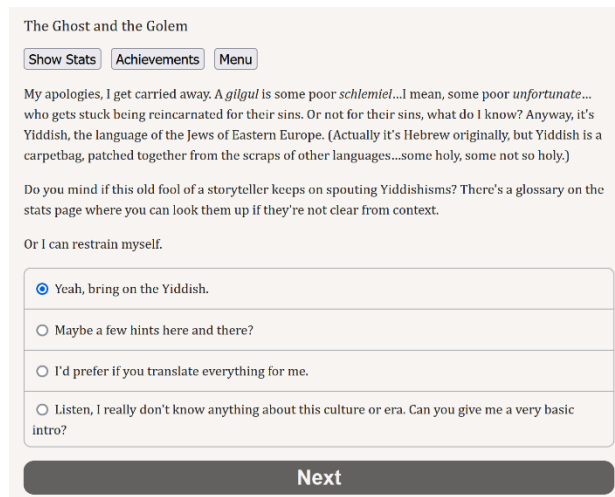 The Ghost and the Golem
Show Stats Achievements Menu
My apologies, I get carried away. A gilgul is some poor schlemiel...I mean, some poor unfortunate...
who gets stuck being reincarnated for their sins. Or not for their sins, what do I know? Anyway, it's
Yiddish, the language of the Jews of Eastern Europe. (Actually it's Hebrew originally, but Yiddish is a
carpetbag, patched together from the scraps of other languages...some holy, some not so holy.)
Do you mind if this old fool of a storyteller keeps on spouting Yiddishisms? There's a glossary on the
stats page where you can look them up if they're not clear from context.
Or I can restrain myself.
Yeah, bring on the Yiddish.
Maybe a few hints here and there?
I'd prefer if you translate everything for me.
Listen, I really don't know anything about this culture or era. Can you give me a very basic
intro?
Next